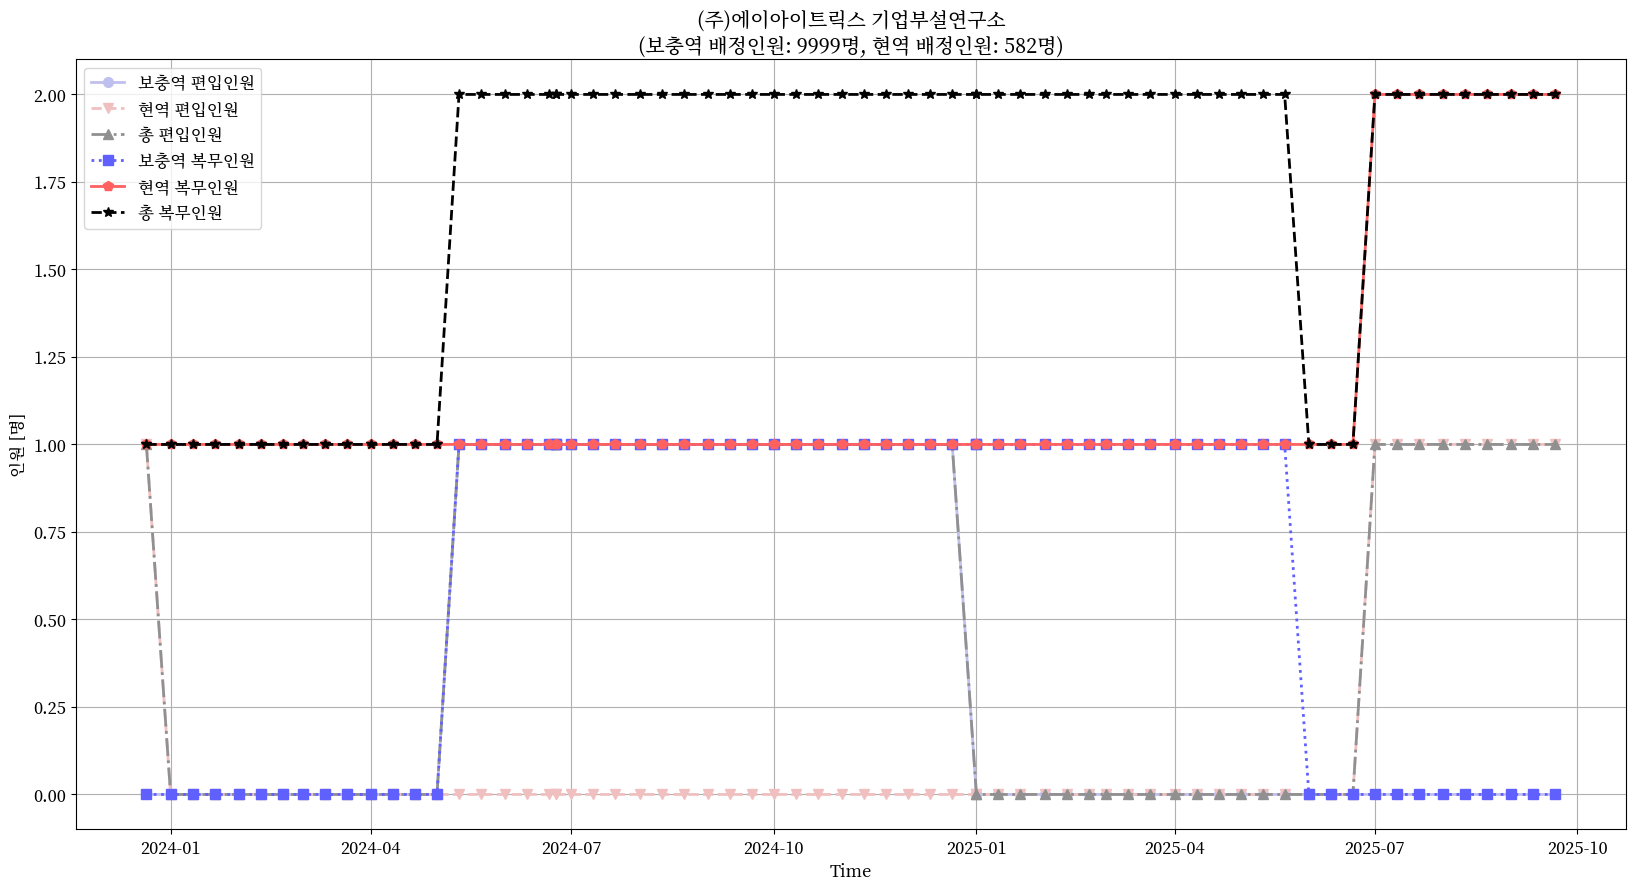 (주)에이아이트릭스 기업부설연구소
(보충역 배정인원: 9999명, 현역 배정인원: 582명)
보충역 편입인원
현역 편입인원
총 편입인원
보충역 복무인원
현역 복무인원
총 복무인원
인원 [명]
2.00
1.75
1.50
1.25
1.00
0.75
0.50
0.25
0.00
2024-01
2024-04
2024-07
2024-10
2025-01
2025-04
2025-07
2025-10
Time